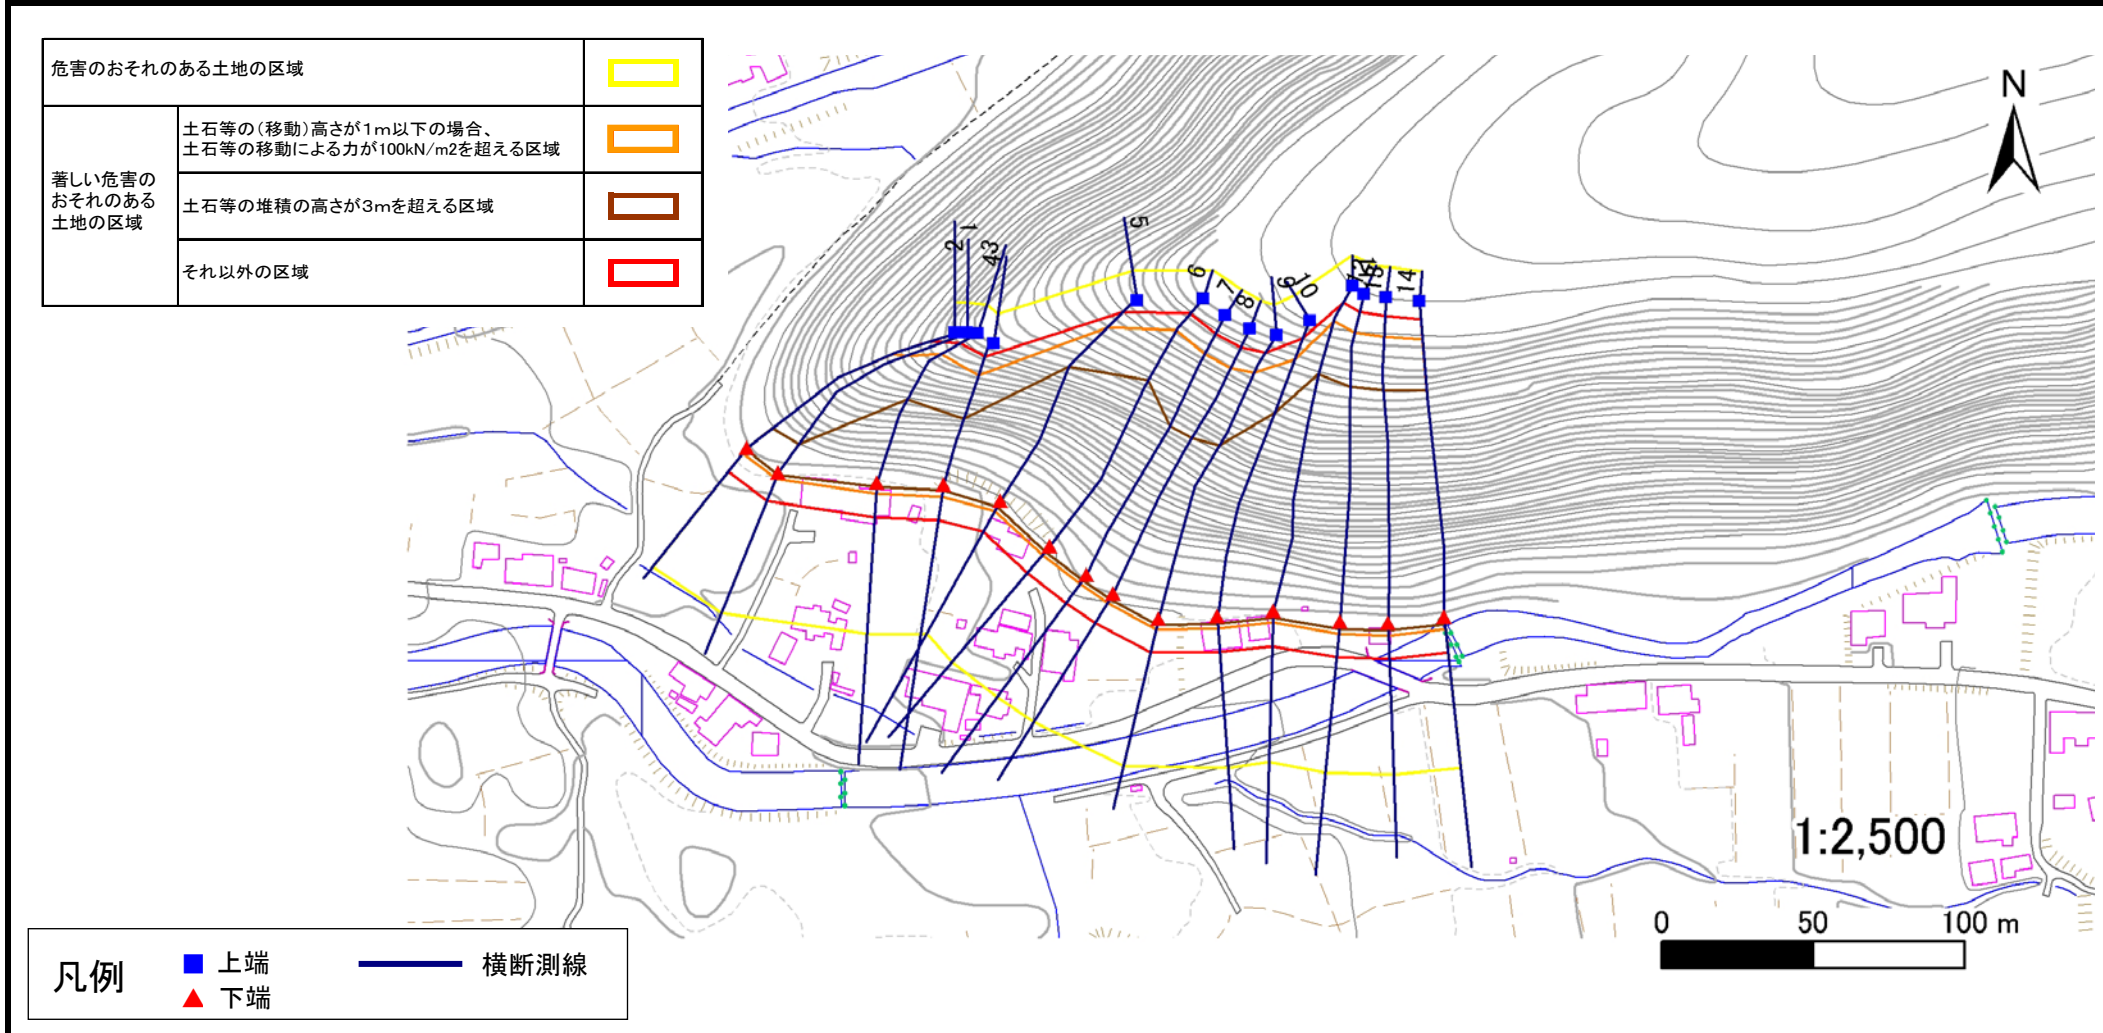 危害のおそれのある土地の区域
著しい危害の
おそれのある
土地の区域
土石等の(移動)高さが1m以下の場合、
土石等の移動による力が100kN/m2を超える区域
土石等の堆積の高さが3mを超える区域
それ以外の区域
N
2
1
4
3
5
6
7
8
9
10
14
1:2,500
0 50 100 m
凡例
上端
下端
横断測線